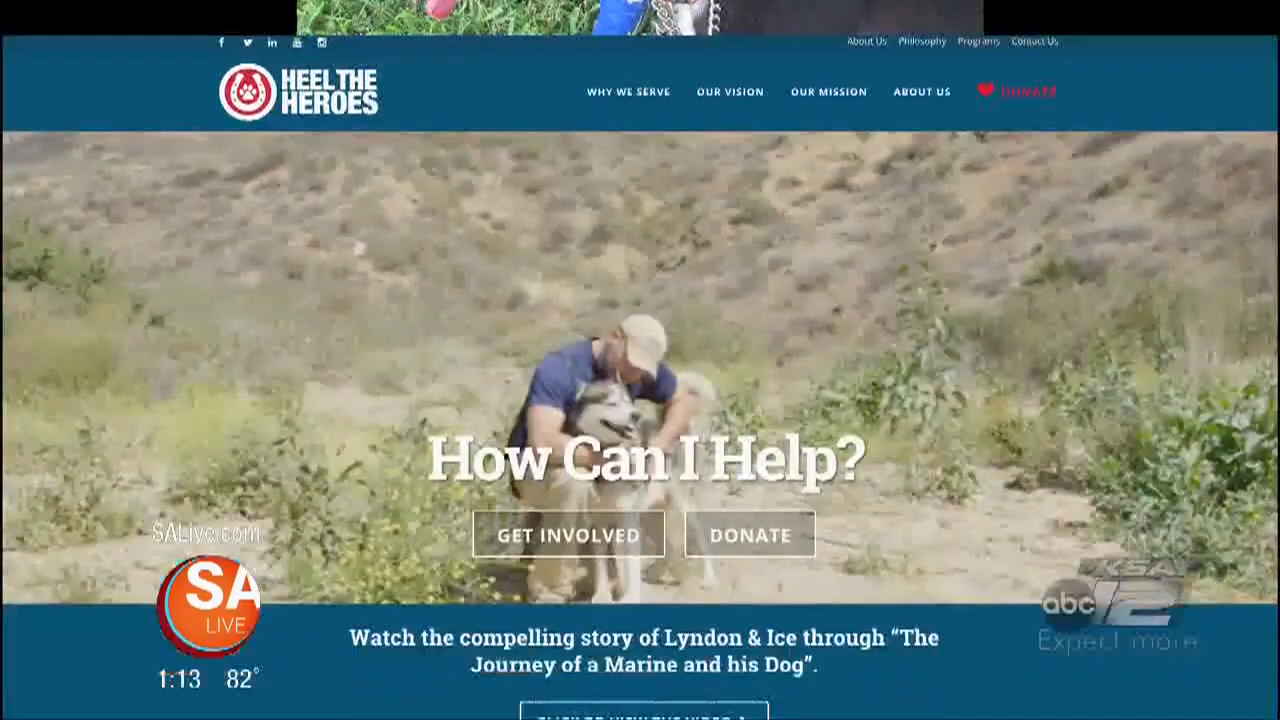 About Us Philosophy Programs Contact Us
HEEL THE
HEROES
WHY WE SERVE OUR VISION OUR MISSION ABOUT US DONATE
How Can I Help?
GET INVOLVED DONATE
SALive.com
SA
LIVE
1:13 82°
KSAT
abc 12
Expect more
Watch the compelling story of Lyndon & Ice through “The
Journey of a Marine and his Dog”.